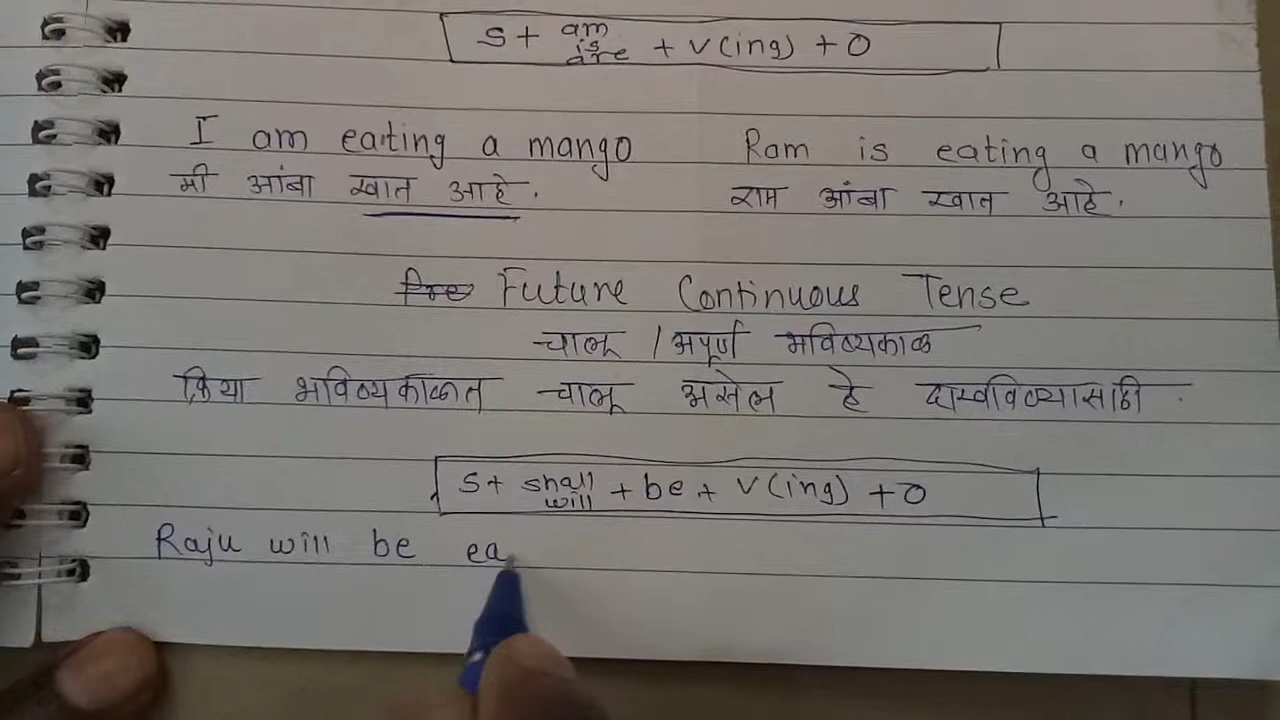 S + am is are + V(ing) + O
I am eating a mango Ram is eating a mango
मी आंबा खात आहे. राम आंबा खात आहे.
Future Continuous Tense
चालू / अपूर्ण भविष्यकाळ
क्रिया भविष्यकाळात चालू असेल हे दाखविण्यासाठी .
S + shall will + be + V(ing) + O
Raju will be ea